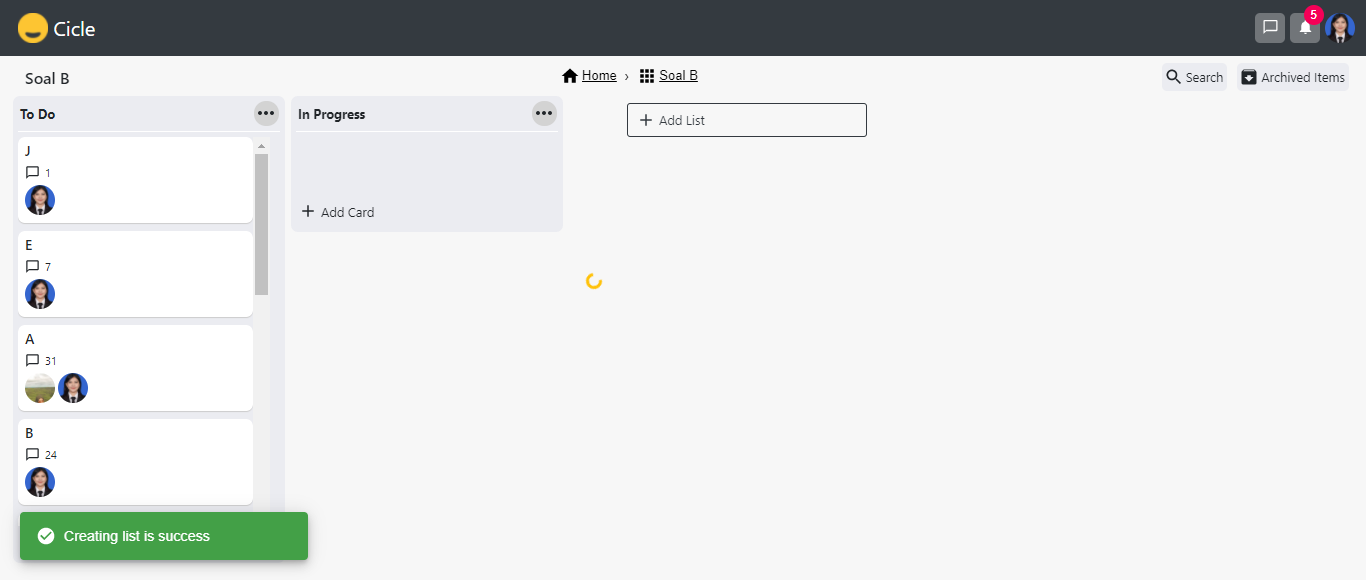 Cicle
5
Soal B
Home › Soal B
Search
Archived Items
To Do
J
1
E
7
A
31
B
24
In Progress
Add Card
Add List
Creating list is success